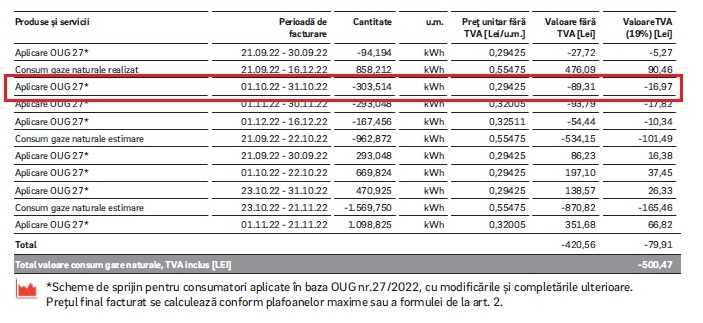 Produse și servicii Perioadă de facturare Cantitate u.m. Preț unitar fără TVA [Lei/u.m.] Valoare fără TVA [Lei] Valoare TVA (19%) [Lei]
Aplicare OUG 27* 21.09.22 - 30.09.22 -94,194 kWh 0,29425 -27,72 -5,27
Consum gaze naturale realizat 21.09.22 - 16.12.22 858,212 kWh 0,55475 476,09 90,46
Aplicare OUG 27* 01.10.22 - 31.10.22 -303,514 kWh 0,29425 -89,31 -16,97
Aplicare OUG 27* 01.11.22 - 30.11.22 -293,048 kWh 0,32005 -93,79 -17,82
Aplicare OUG 27* 01.12.22 - 16.12.22 -167,456 kWh 0,32511 -54,44 -10,34
Consum gaze naturale estimare 21.09.22 - 22.10.22 -962,872 kWh 0,55475 -534,15 -101,49
Aplicare OUG 27* 21.09.22 - 30.09.22 293,048 kWh 0,29425 86,23 16,38
Aplicare OUG 27* 01.10.22 - 22.10.22 669,824 kWh 0,29425 197,10 37,45
Aplicare OUG 27* 23.10.22 - 31.10.22 470,925 kWh 0,29425 138,57 26,33
Consum gaze naturale estimare 23.10.22 - 21.11.22 -1.569,750 kWh 0,55475 -870,82 -165,46
Aplicare OUG 27* 01.11.22 - 21.11.22 1.098,825 kWh 0,32005 351,68 66,82
Total -420,56 -79,91
Total valoare consum gaze naturale, TVA inclus [LEI] -500,47
*Scheme de sprijin pentru consumatori aplicate în baza OUG nr.27/2022, cu modificările și completările ulterioare.
Prețul final facturat se calculează conform plafoanelor maxime sau a formulei de la art. 2.